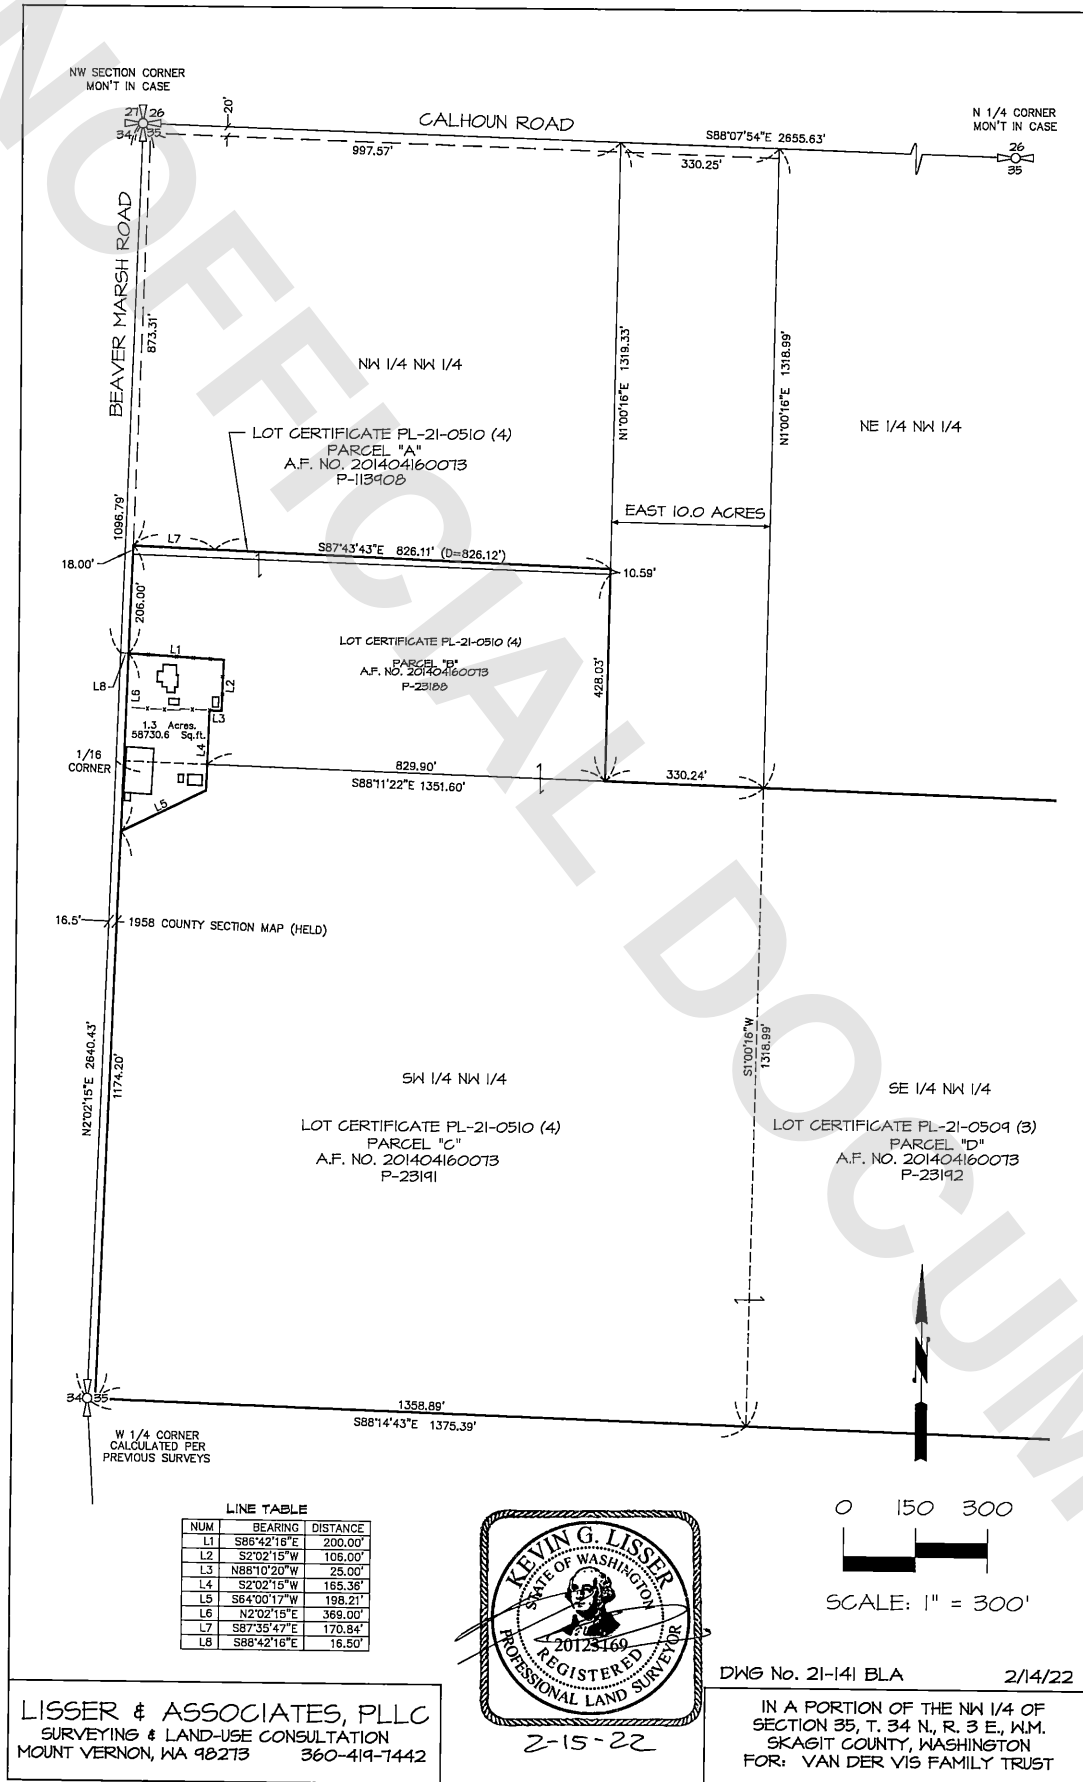 NW SECTION CORNER
MON'T IN CASE
27 26
34 35
20'
CALHOUN ROAD
S88°07'54"E 2655.63'
N 1/4 CORNER
MON'T IN CASE
26
35
997.57'
330.25'
BEAVER MARSH ROAD
873.31'
N1°00'16"E 1319.33'
N1°00'16"E 1318.99'
NW 1/4 NW 1/4
NE 1/4 NW 1/4
LOT CERTIFICATE PL-21-0510 (4)
PARCEL "A"
A.F. NO. 201404160073
P-113908
1096.79'
EAST 10.0 ACRES
L7
S87°43'43"E 826.11' (D=826.12')
18.00'
10.59'
206.00'
LOT CERTIFICATE PL-21-0510 (4)
PARCEL "B"
A.F. NO. 201404160073
P-23188
428.03'
L1
L8
L6
L2
L3
1.3 Acres.
58730.6 Sq.ft.
L4
1/16
CORNER
829.90'
S88°11'22"E 1351.60'
330.24'
L5
16.5'
1958 COUNTY SECTION MAP (HELD)
N2°02'15"E 2640.43'
1174.20'
S1°00'16"W
1318.99'
SW 1/4 NW 1/4
SE 1/4 NW 1/4
LOT CERTIFICATE PL-21-0510 (4)
PARCEL "C"
A.F. NO. 201404160073
P-23191
LOT CERTIFICATE PL-21-0509 (3)
PARCEL "D"
A.F. NO. 201404160073
P-23192
34 35
1358.89'
S88°14'43"E 1375.39'
W 1/4 CORNER
CALCULATED PER
PREVIOUS SURVEYS
N
LINE TABLE
NUM BEARING DISTANCE
L1 S86°42'16"E 200.00'
L2 S2°02'15"W 106.00'
L3 N88°10'20"W 25.00'
L4 S2°02'15"W 165.36'
L5 S64°00'17"W 198.21'
L6 N2°02'15"E 369.00'
L7 S87°35'47"E 170.84'
L8 S88°42'16"E 16.50'
KEVIN G. LISSER
STATE OF WASHINGTON
20123169
REGISTERED
PROFESSIONAL LAND SURVEYOR
2-15-22
0 150 300
SCALE: 1" = 300'
DWG No. 21-141 BLA 2/14/22
LISSER & ASSOCIATES, PLLC
SURVEYING & LAND-USE CONSULTATION
MOUNT VERNON, WA 98273 360-419-7442
IN A PORTION OF THE NW 1/4 OF
SECTION 35, T. 34 N., R. 3 E., W.M.
SKAGIT COUNTY, WASHINGTON
FOR: VAN DER VIS FAMILY TRUST
NOFFICIAL DOCUM